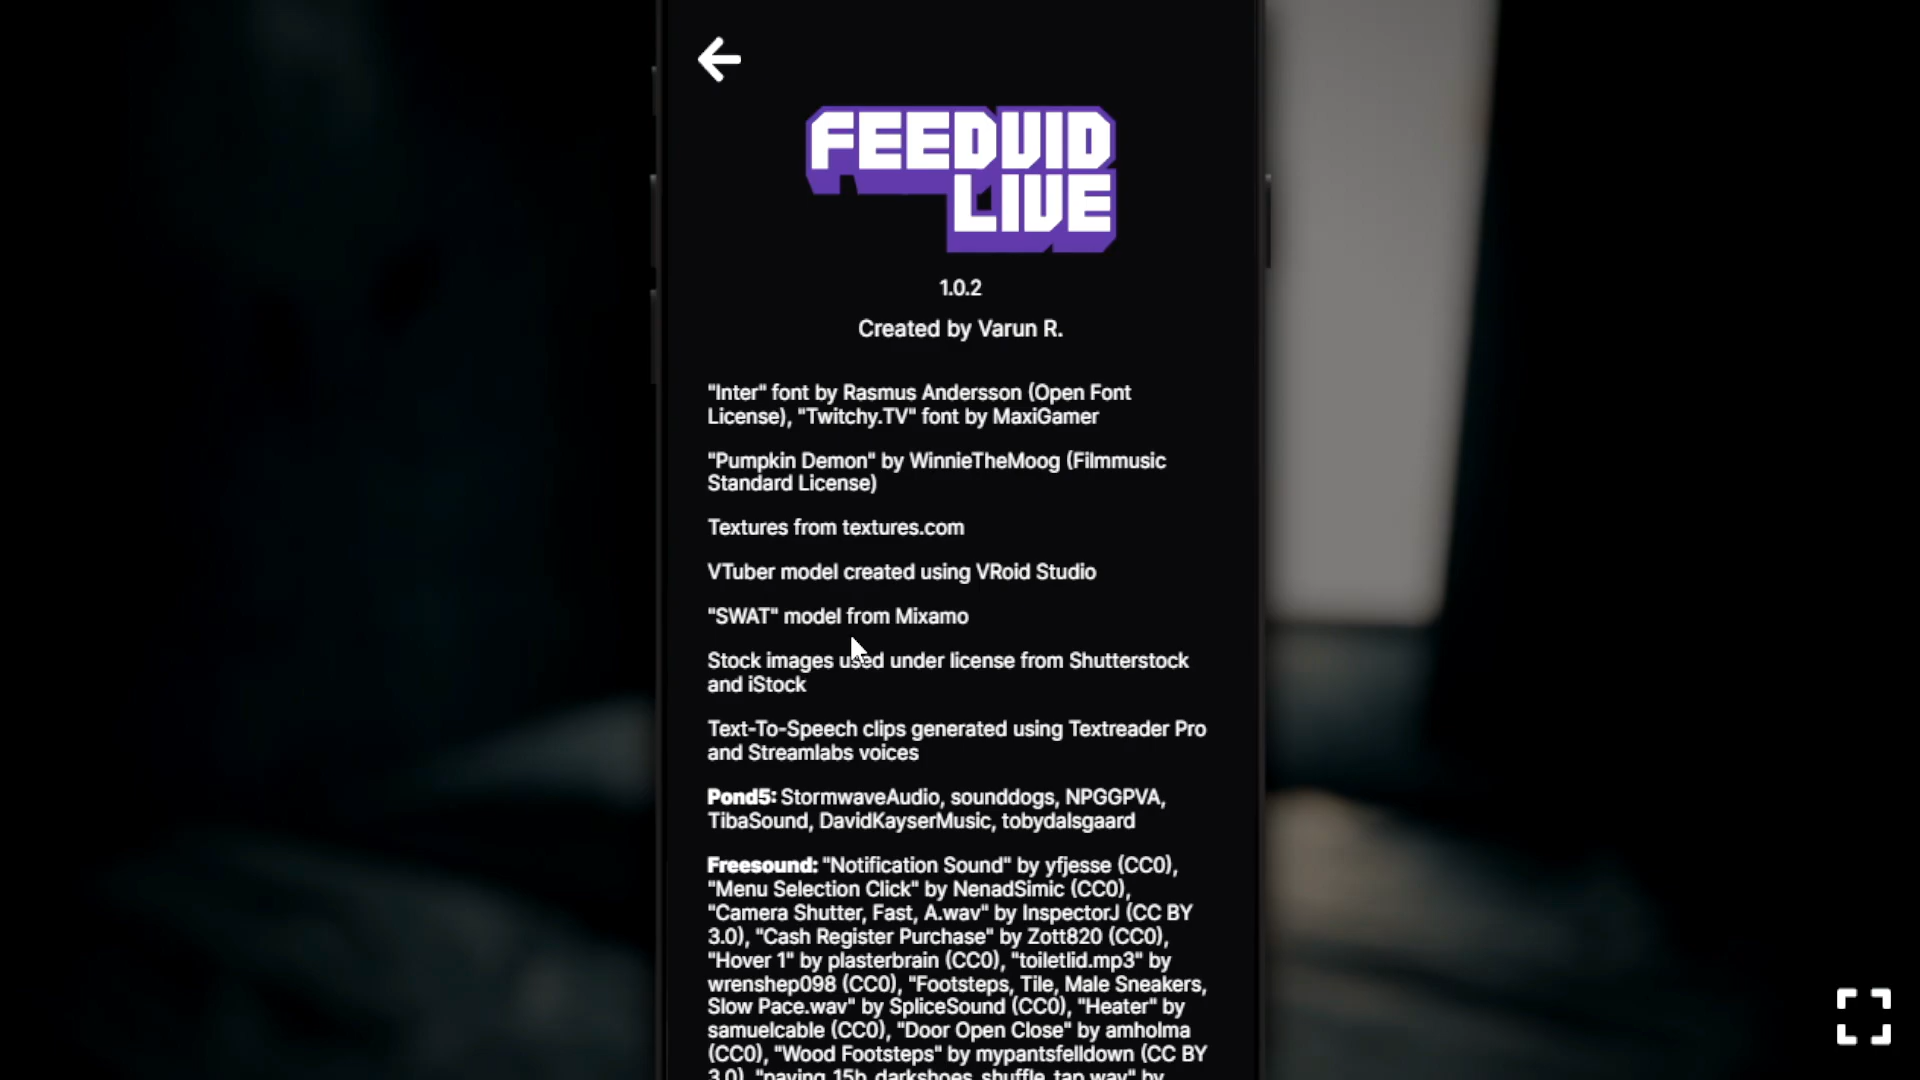 FEEDVID
LIVE
1.0.2
Created by Varun R.
"Inter" font by Rasmus Andersson (Open Font
License), "Twitchy.TV" font by MaxiGamer
"Pumpkin Demon" by WinnieTheMoog (Filmmusic
Standard License)
Textures from textures.com
VTuber model created using VRoid Studio
"SWAT" model from Mixamo
Stock images used under license from Shutterstock
and iStock
Text-To-Speech clips generated using Textreader Pro
and Streamlabs voices
Pond5: StormwaveAudio, sounddogs, NPGGPVA,
TibaSound, DavidKayserMusic, tobydalsgaard
Freesound: "Notification Sound" by yfjesse (CC0),
"Menu Selection Click" by NenadSimic (CC0),
"Camera Shutter, Fast, A.wav" by InspectorJ (CC BY
3.0), "Cash Register Purchase" by Zott820 (CC0),
"Hover 1" by plasterbrain (CC0), "toiletlid.mp3" by
wrenshep098 (CC0), "Footsteps, Tile, Male Sneakers,
Slow Pace.wav" by SpliceSound (CC0), "Heater" by
samuelcable (CC0), "Door Open Close" by amholma
(CC0), "Wood Footsteps" by mypantsfelldown (CC BY
3.0), "paving_15b_darkshoes_shuffle_tap.wav" by